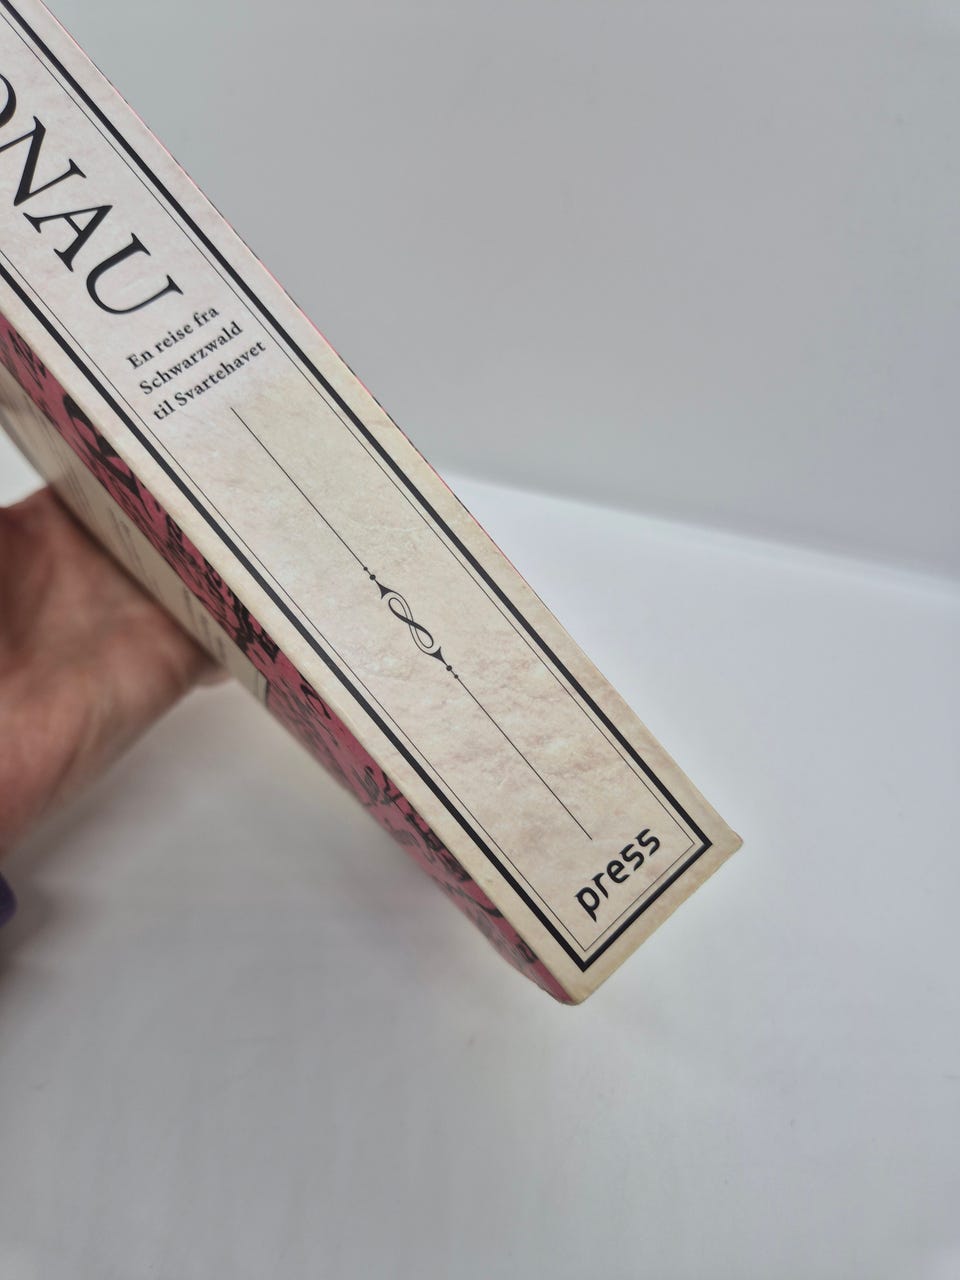 ONAU
En reise fra
Schwarzwald
til Svartehavet
press